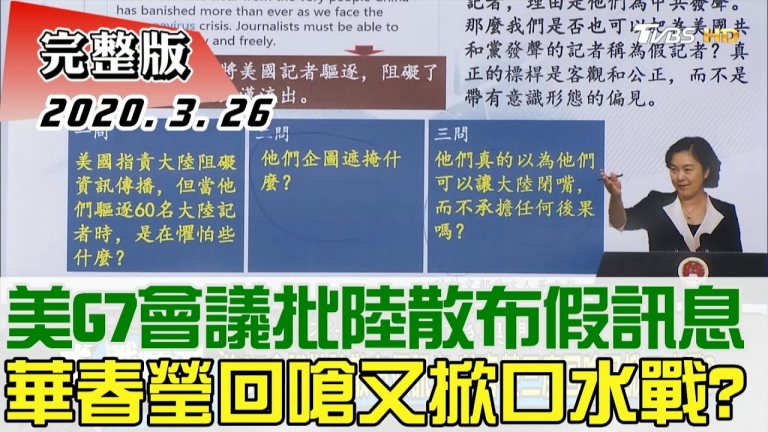 has banished more than ever as we face the
crisis. Journalists must be able to
and freely.
將美國記者驅逐，阻礙了
流出。
記者，理由是他們為中共發聲。
那麼我們是否也可以認為美國共
和黨發聲的記者稱為假記者？真
正的標桿是客觀和公正，而不是
帶有意識形態的偏見。
TVBS HD
完整版
2020.3.26
一問
美國指責大陸阻礙
資訊傳播，但當他
們驅逐60名大陸記
者時，是在懼怕些
什麼？
二問
他們企圖遮掩什
麼？
三問
他們真的以為他們
可以讓大陸閉嘴，
而不承擔任何後果
嗎？
美G7會議批陸散布假訊息
華春瑩回嗆又掀口水戰?